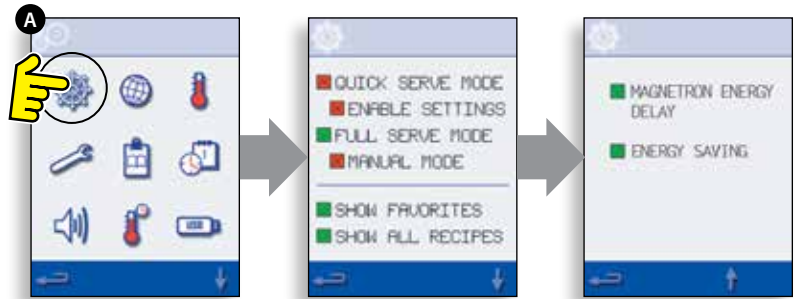 A
USB
QUICK SERVE MODE
ENABLE SETTINGS
FULL SERVE MODE
MANUAL MODE
SHOW FAVORITES
SHOW ALL RECIPES
MAGNETRON ENERGY
DELAY
ENERGY SAVING